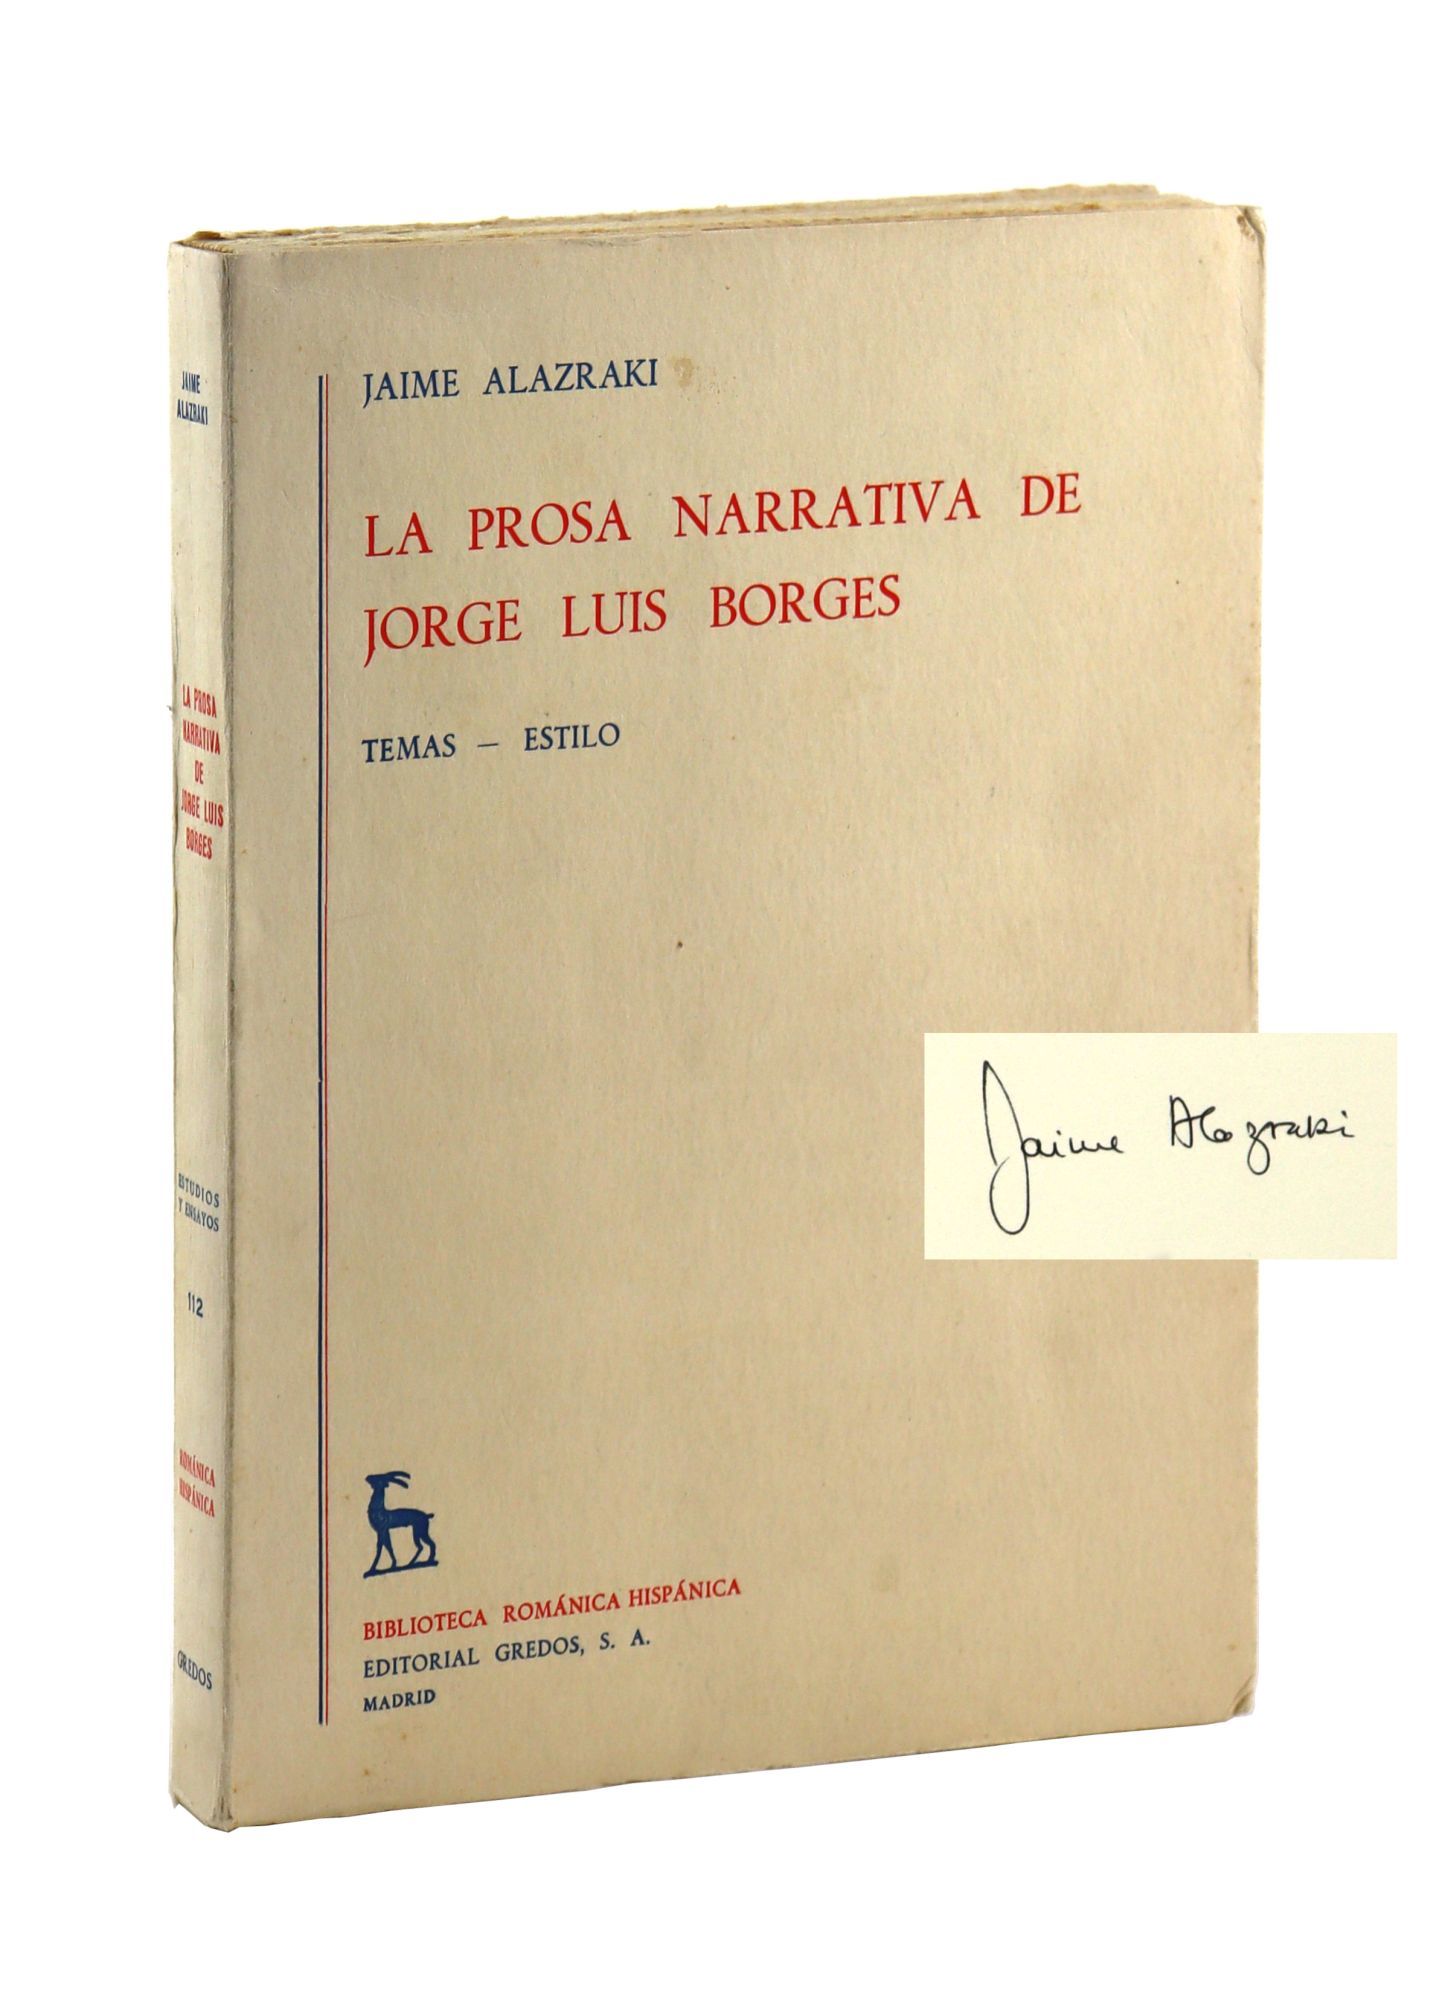 JAIME
ALAZRAKI
LA PROSA
NARRATIVA
DE
JORGE LUIS
BORGES
ESTUDIOS
Y ENSAYOS
112
ROMÁNICA
HISPÁNICA
GREDOS
JAIME ALAZRAKI
LA PROSA NARRATIVA DE
JORGE LUIS BORGES
TEMAS — ESTILO
BIBLIOTECA ROMÁNICA HISPÁNICA
EDITORIAL GREDOS, S. A.
MADRID
Jaime Alazraki